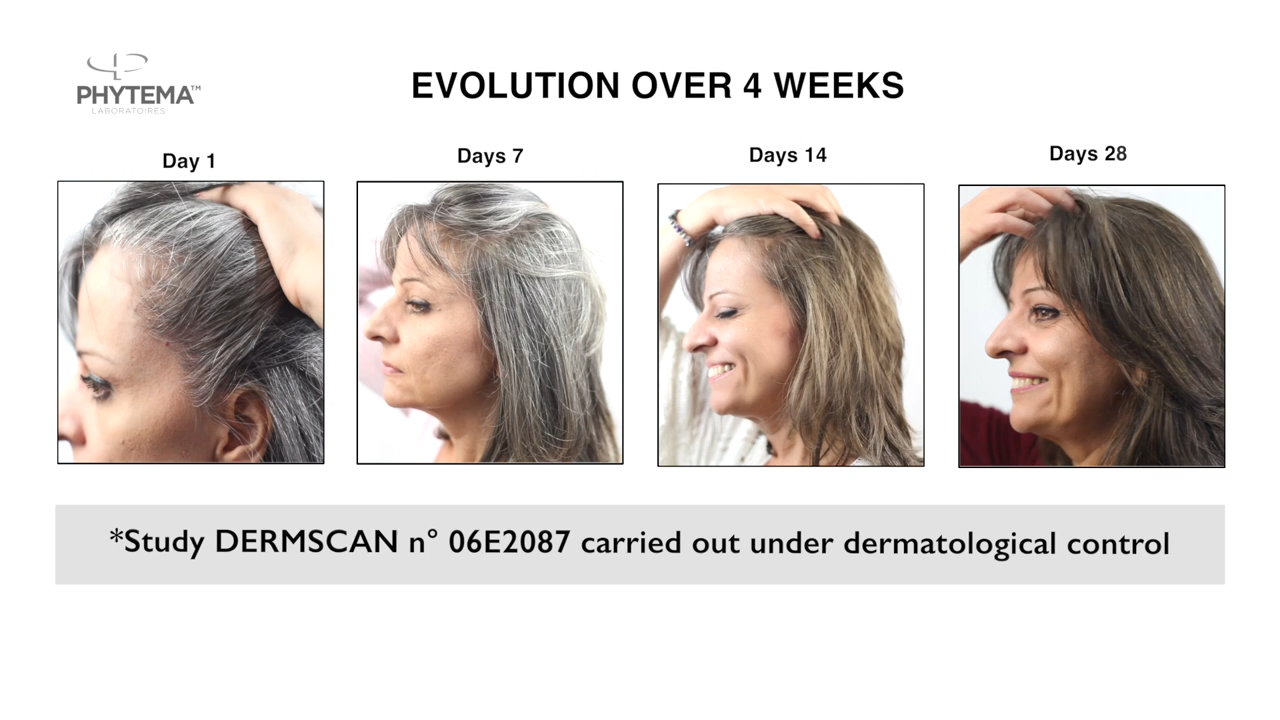 PHYTEMA™
LABORATOIRES
EVOLUTION OVER 4 WEEKS
Day 1
Days 7
Days 14
Days 28
*Study DERMSCAN n° 06E2087 carried out under dermatological control